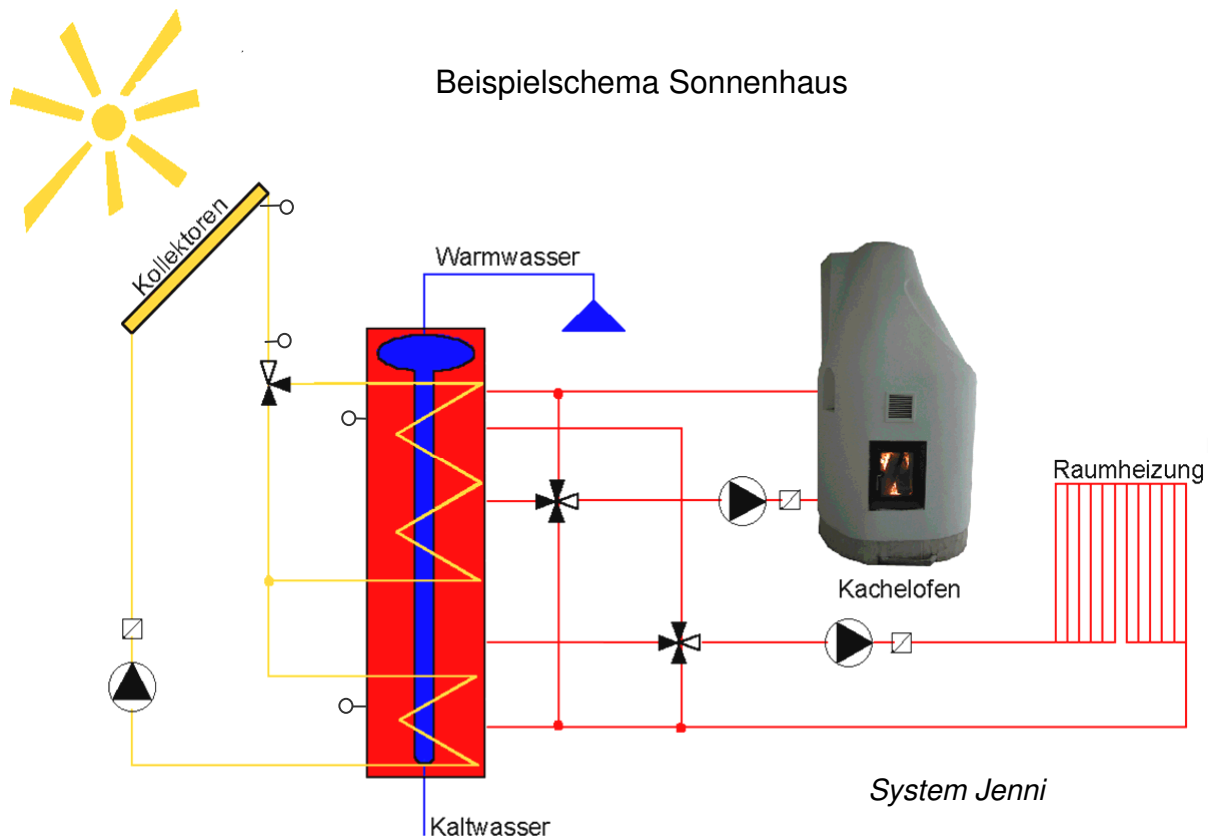 Beispielschema Sonnenhaus
Kollektoren
Warmwasser
Raumheizung
Kachelofen
System Jenni
Kaltwasser